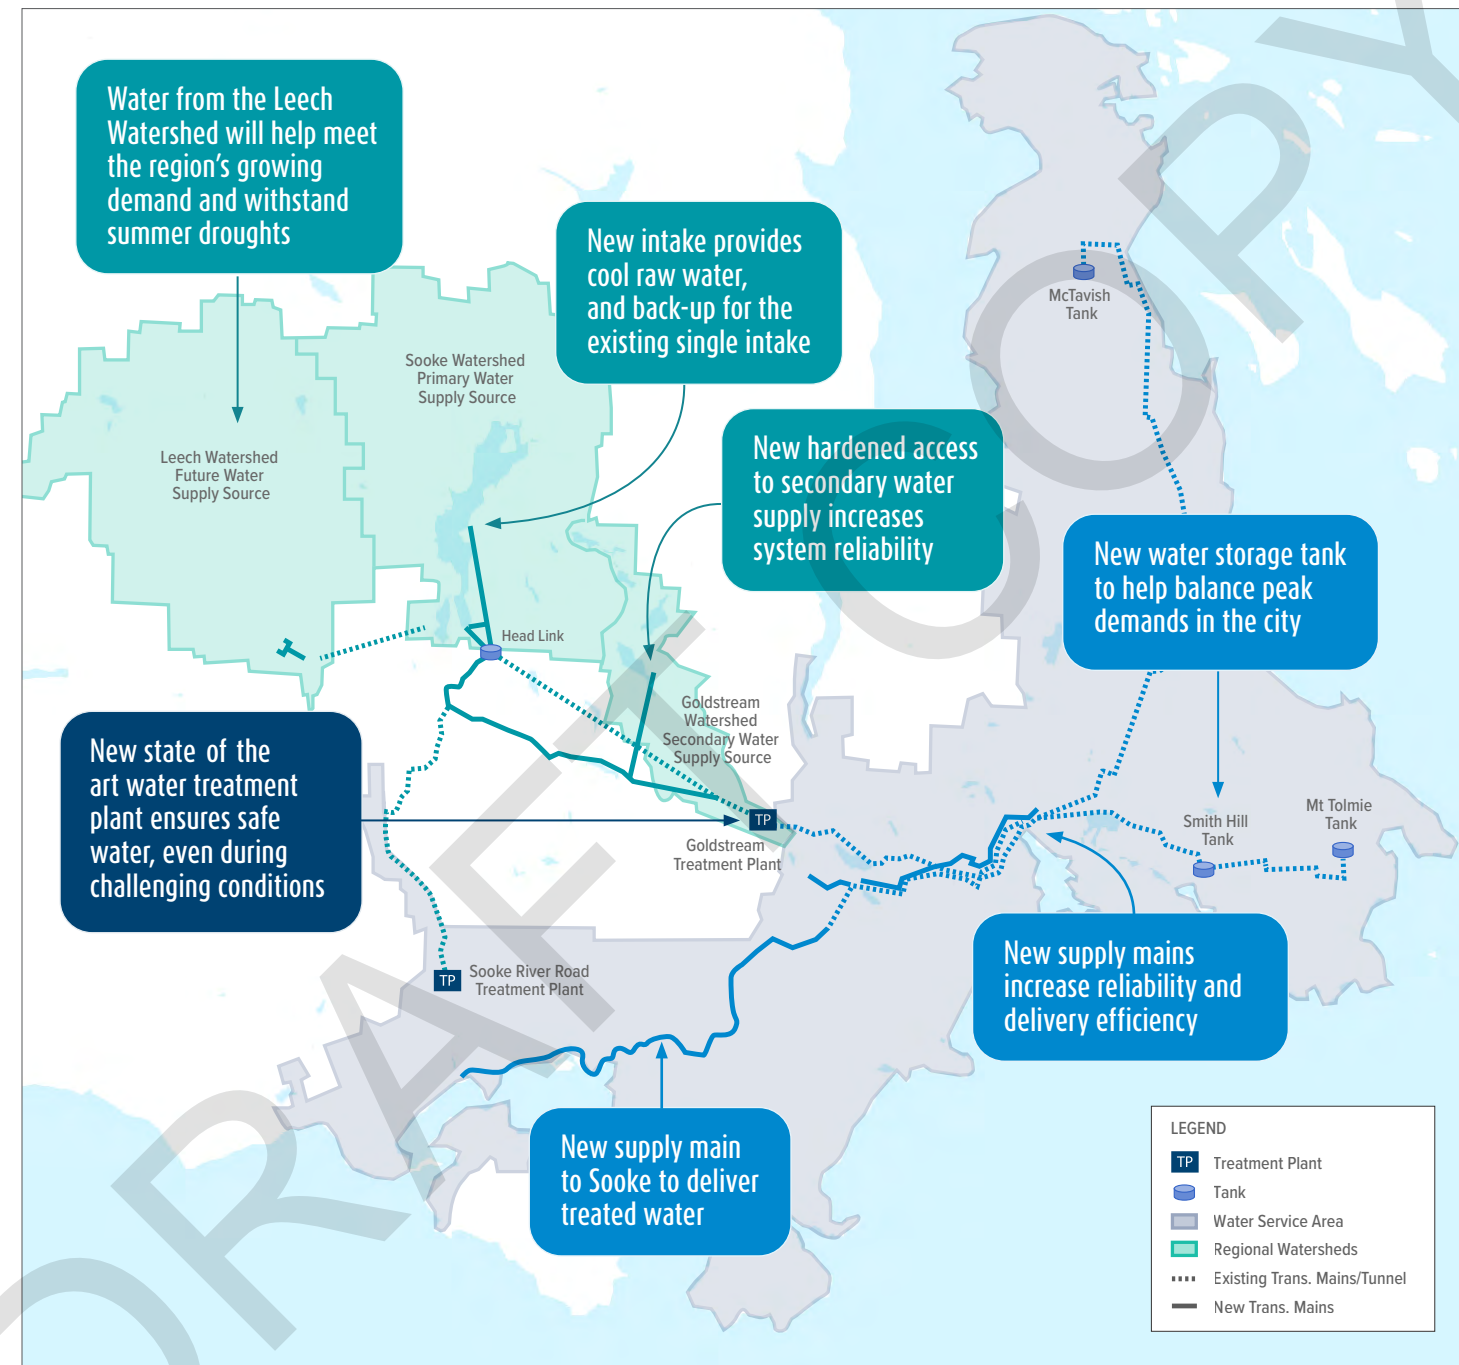 Water from the Leech
Watershed will help meet
the region's growing
demand and withstand
summer droughts
New intake provides
cool raw water,
and back-up for the
existing single intake
McTavish
Tank
Sooke Watershed
Primary Water
Supply Source
New hardened access
to secondary water
supply increases
system reliability
Leech Watershed
Future Water
Supply Source
New water storage tank
to help balance peak
demands in the city
Head Link
Goldstream
Watershed
Secondary Water
Supply Source
New state of the
art water treatment
plant ensures safe
water, even during
challenging conditions
TP
Goldstream
Treatment Plant
Smith Hill
Tank
Mt Tolmie
Tank
New supply mains
increase reliability and
delivery efficiency
TP
Sooke River Road
Treatment Plant
New supply main
to Sooke to deliver
treated water
LEGEND
TP Treatment Plant
Tank
Water Service Area
Regional Watersheds
Existing Trans. Mains/Tunnel
New Trans. Mains
DRAFT COPY